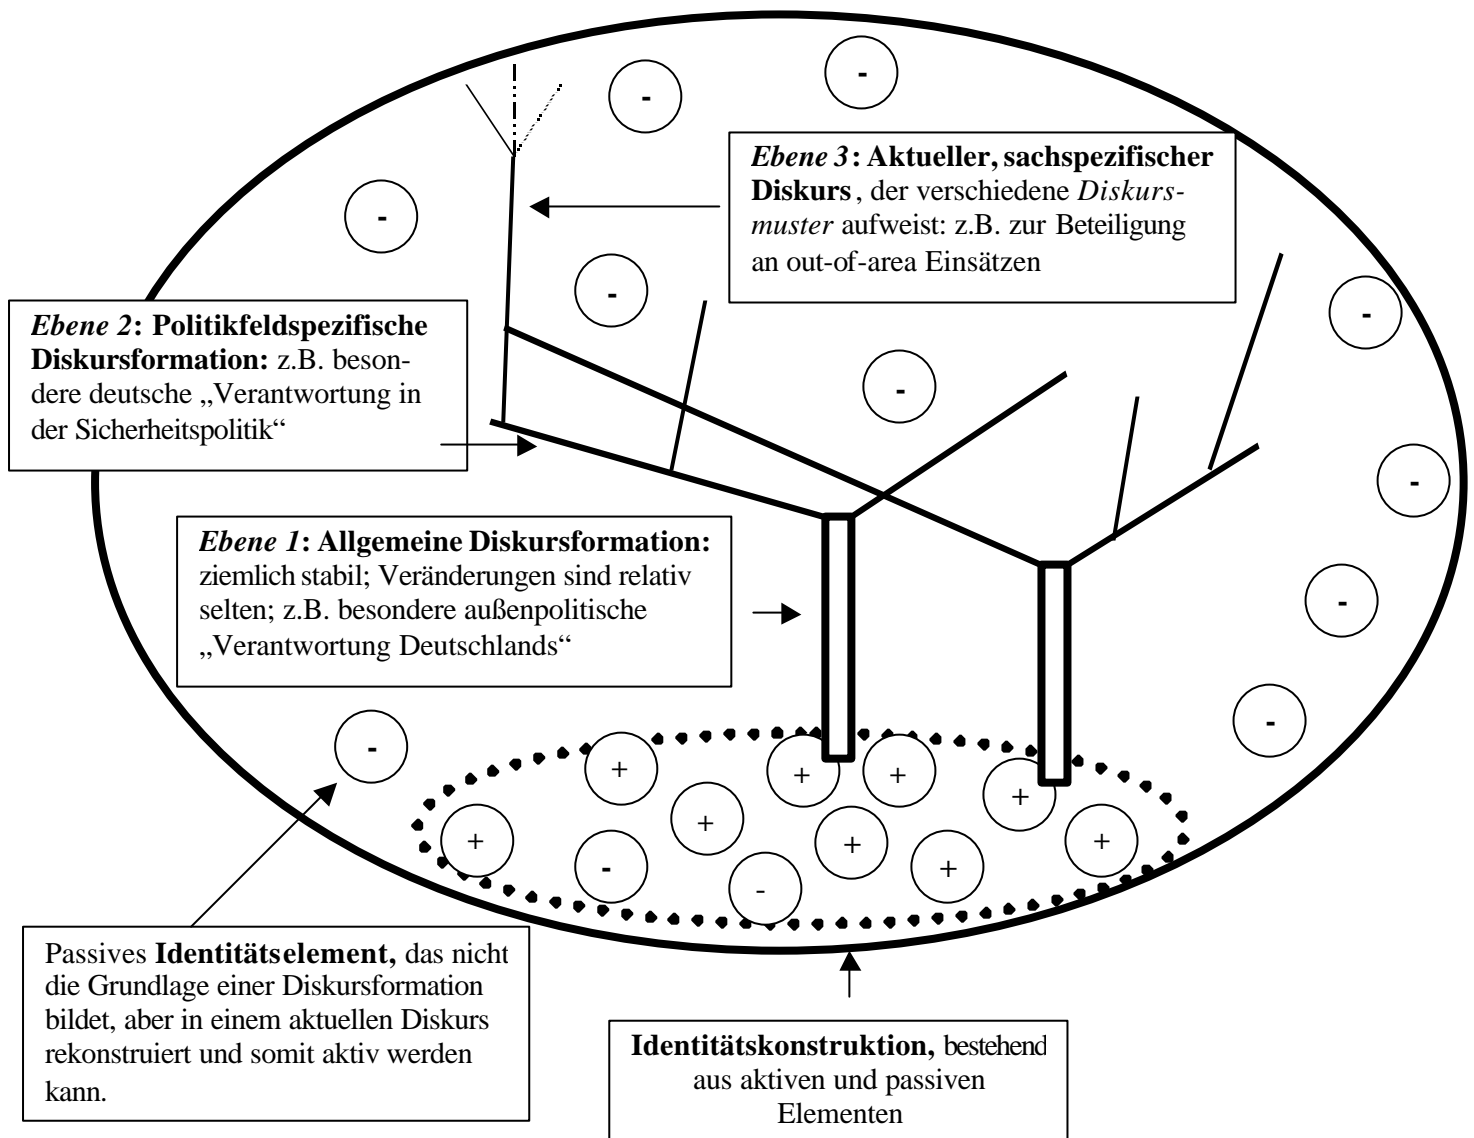 -
-
Ebene 3: Aktueller, sachspezifischer
Diskurs, der verschiedene Diskurs-
muster aufweist: z.B. zur Beteiligung
an out-of-area Einsätzen
-
-
-
Ebene 2: Politikfeldspezifische
Diskursformation: z.B. beson-
dere deutsche „Verantwortung in
der Sicherheitspolitik“
-
-
Ebene 1: Allgemeine Diskursformation:
ziemlich stabil; Veränderungen sind relativ
selten; z.B. besondere außenpolitische
„Verantwortung Deutschlands“
-
-
-
+
+
+
+
+
+
+
+
+
-
-
Passives Identitätselement, das nicht
die Grundlage einer Diskursformation
bildet, aber in einem aktuellen Diskurs
rekonstruiert und somit aktiv werden
kann.
Identitätskonstruktion, bestehend
aus aktiven und passiven
Elementen